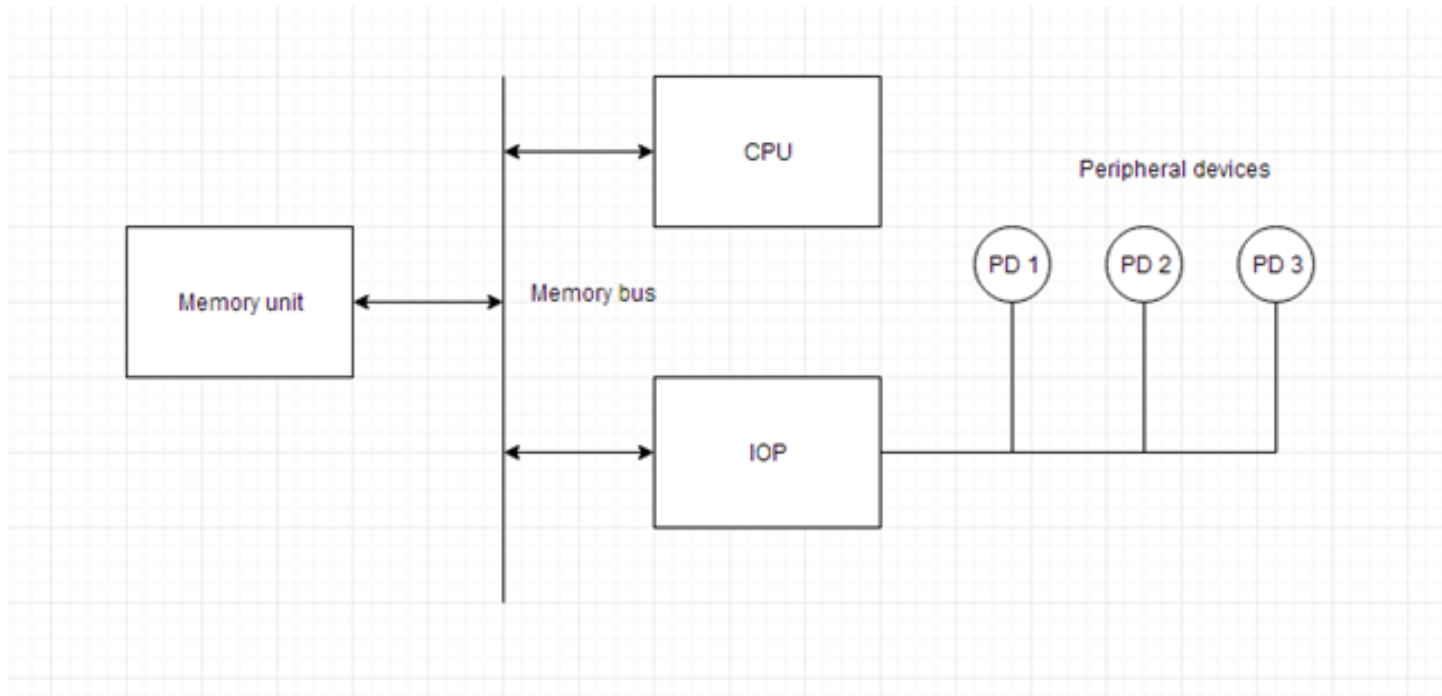 CPU
Peripheral devices
PD 1
PD 2
PD 3
Memory unit
Memory bus
IOP